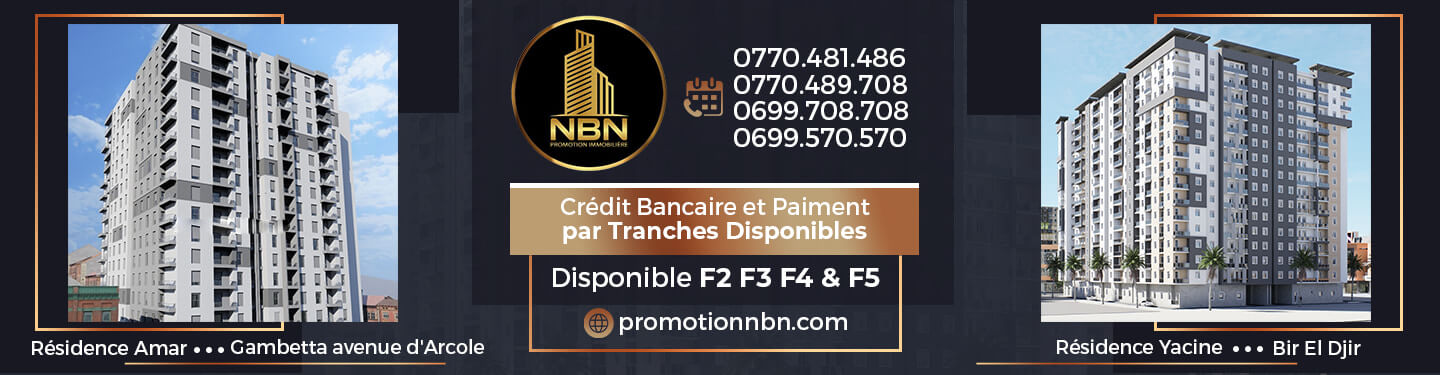 NBN
PROMOTION IMMOBILIÈRE
0770.481.486
0770.489.708
0699.708.708
0699.570.570
Crédit Bancaire et Paiment
par Tranches Disponibles
Disponible F2 F3 F4 & F5
promotionnbn.com
Résidence Amar ••• Gambetta avenue d'Arcole
Résidence Yacine ••• Bir El Djir